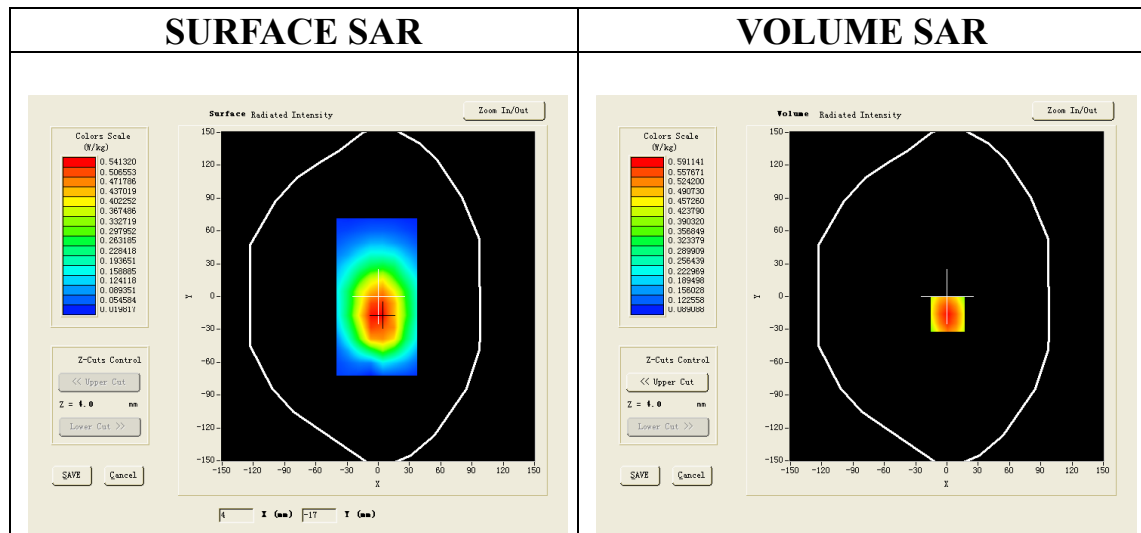 SURFACE SAR
VOLUME SAR
Surface Radiated Intensity
Zoom In/Out
Colors Scale
(W/kg)
0.541320
0.506553
0.471786
0.437019
0.402252
0.367486
0.332719
0.297952
0.263185
0.228418
0.193651
0.158885
0.124118
0.089351
0.054584
0.019817
Z-Cuts Control
<< Upper Cut
Z = 4.0 mm
Lower Cut >>
SAVE
Cancel
150
120
90
60
30
0
-30
-60
-90
-120
-150
Y
-150 -120 -90 -60 -30 0 30 60 90 120 150
X
4 X (mm) -17 Y (mm)
Volume Radiated Intensity
Zoom In/Out
Colors Scale
(W/kg)
0.591141
0.557671
0.524200
0.490730
0.457260
0.423790
0.390320
0.356849
0.323379
0.289909
0.256439
0.222969
0.189498
0.156028
0.122558
0.089088
Z-Cuts Control
<< Upper Cut
Z = 4.0 mm
Lower Cut >>
SAVE
Cancel
150
120
90
60
30
0
-30
-60
-90
-120
-150
Y
-150 -120 -90 -60 -30 0 30 60 90 120 150
X